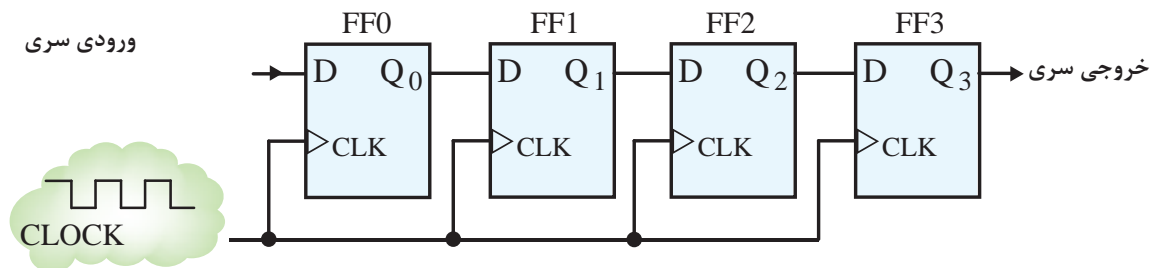 FF0 FF1 FF2 FF3
ورودی سری
D Q0 D Q1 D Q2 D Q3 خروجی سری
CLK CLK CLK CLK
CLOCK